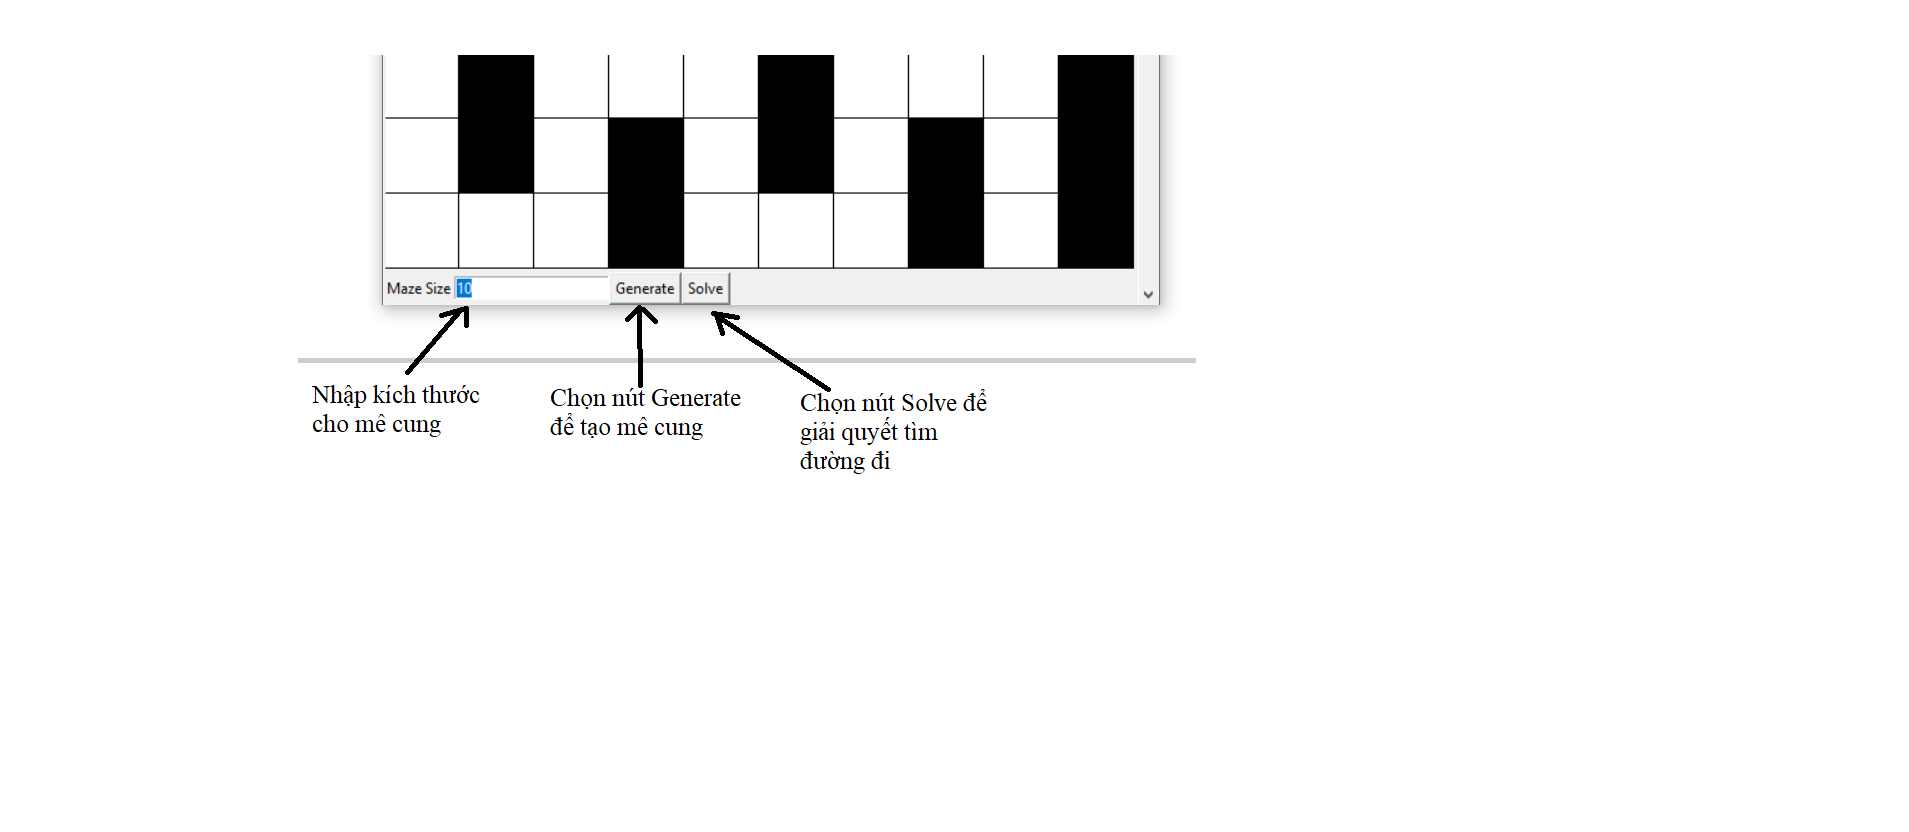 Maze Size 10 Generate Solve
Nhập kích thước
cho mê cung
Chọn nút Generate
để tạo mê cung
Chọn nút Solve để
giải quyết tìm
đường đi